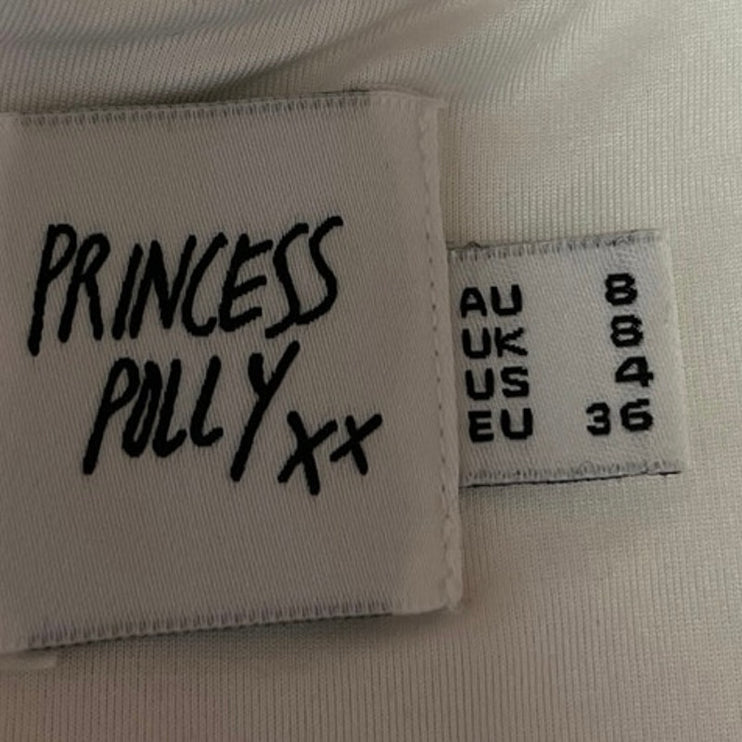 PRINCESS
POLLY xx
AU 8
UK 8
US 4
EU 36